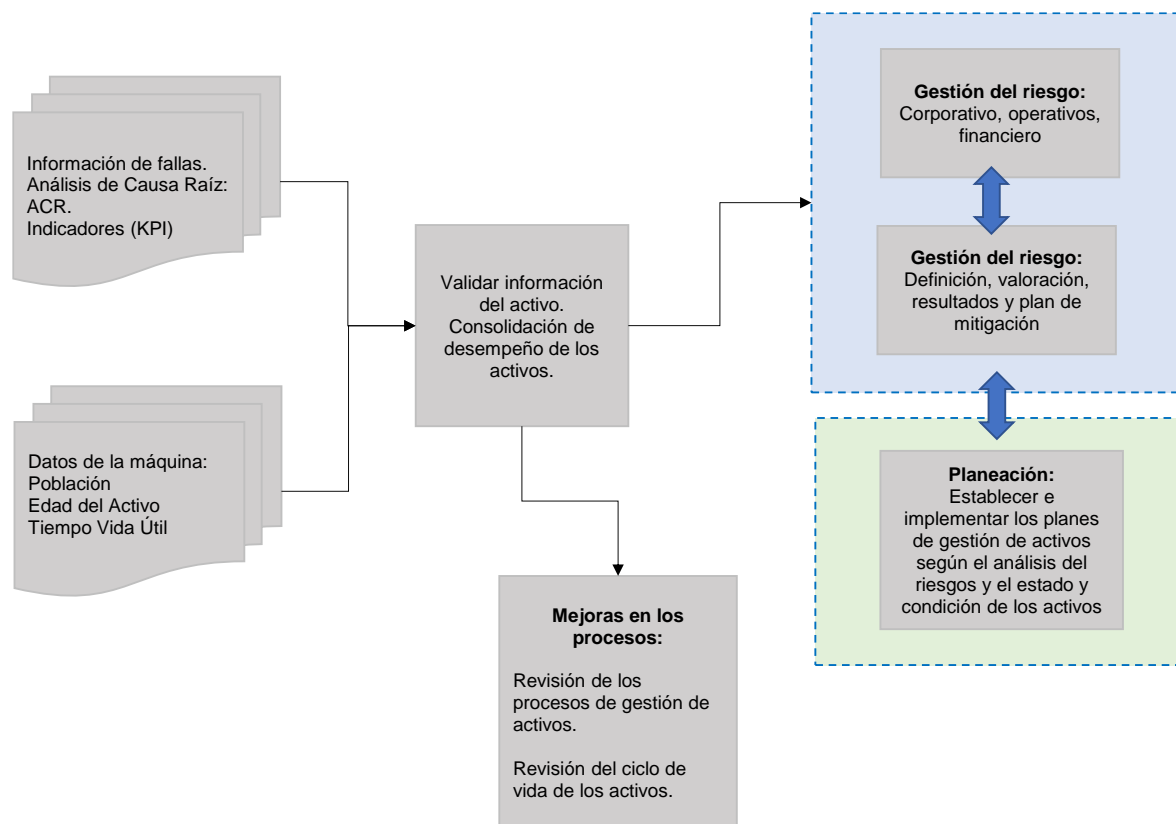 Información de fallas.
Análisis de Causa Raíz:
ACR.
Indicadores (KPI)
Datos de la máquina:
Población
Edad del Activo
Tiempo Vida Útil
Validar información
del activo.
Consolidación de
desempeño de los
activos.
Mejoras en los
procesos:
Revisión de los
procesos de gestión de
activos.
Revisión del ciclo de
vida de los activos.
Gestión del riesgo:
Corporativo, operativos,
financiero
Gestión del riesgo:
Definición, valoración,
resultados y plan de
mitigación
Planeación:
Establecer e
implementar los planes
de gestión de activos
según el análisis del
riesgos y el estado y
condición de los activos